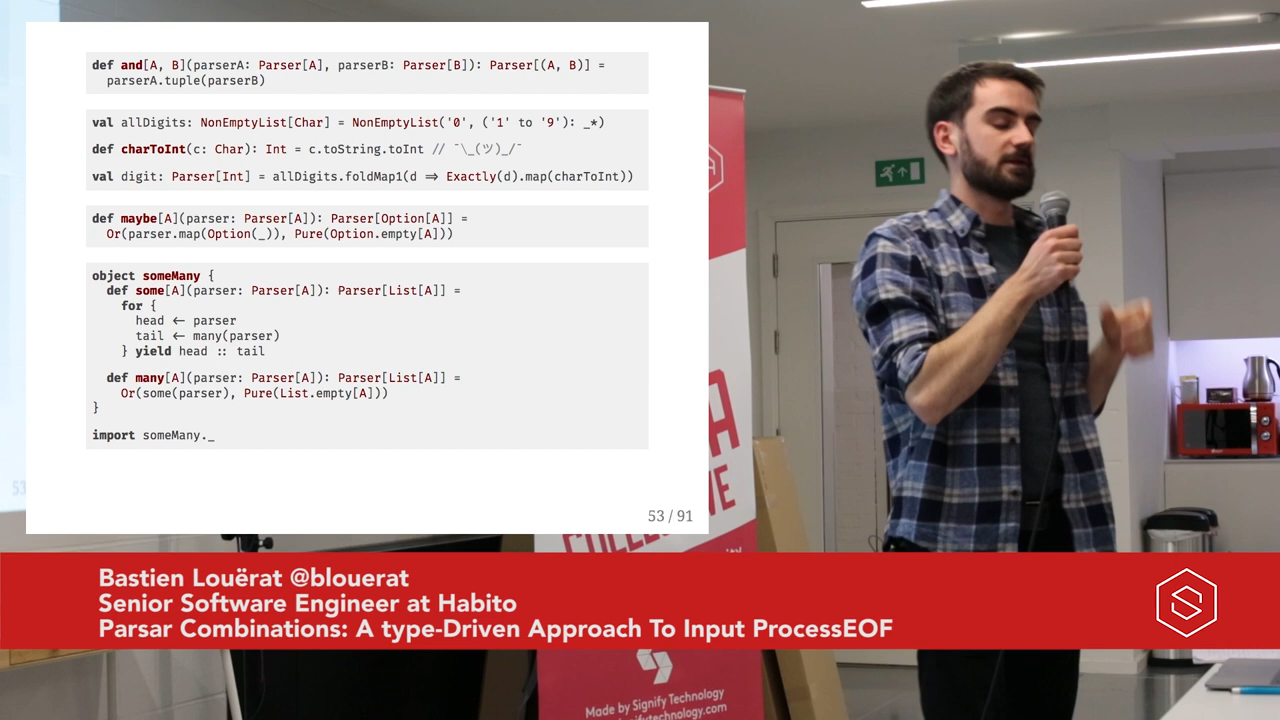 def and[A, B](parserA: Parser[A], parserB: Parser[B]): Parser[(A, B)] =
  parserA.tuple(parserB)
val allDigits: NonEmptyList[Char] = NonEmptyList('0', ('1' to '9'): _*)
def charToInt(c: Char): Int = c.toString.toInt // ¯\_(ツ)_/¯
val digit: Parser[Int] = allDigits.foldMap1(d ⇒ Exactly(d).map(charToInt))
def maybe[A](parser: Parser[A]): Parser[Option[A]] =
  Or(parser.map(Option(_)), Pure(Option.empty[A]))
object someMany {
  def some[A](parser: Parser[A]): Parser[List[A]] =
    for {
      head ← parser
      tail ← many(parser)
    } yield head :: tail
  def many[A](parser: Parser[A]): Parser[List[A]] =
    Or(some(parser), Pure(List.empty[A]))
}
import someMany._
53 / 91
53
Bastien Louërat @blouerat
Senior Software Engineer at Habito
Parsar Combinations: A type-Driven Approach To Input ProcessEOF
Made by Signify Technology